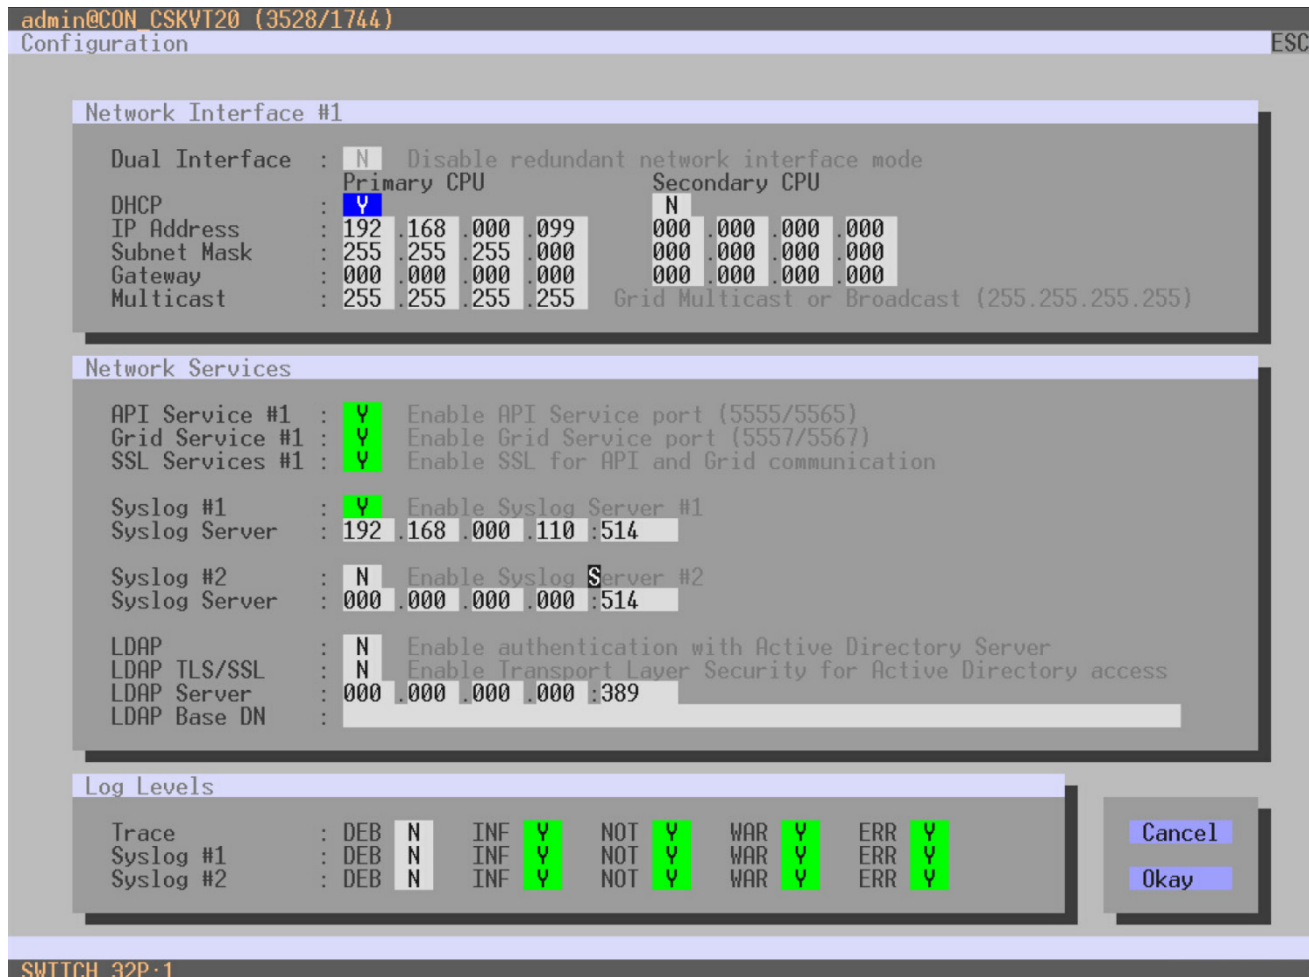 admin@CON_CSKVT20 (3528/1744)
Configuration ESC
Network Interface #1
Dual Interface : N Disable redundant network interface mode
Primary CPU Secondary CPU
DHCP : Y N
IP Address : 192 .168 .000 .099 000 .000 .000 .000
Subnet Mask : 255 .255 .255 .000 000 .000 .000 .000
Gateway : 000 .000 .000 .000 000 .000 .000 .000
Multicast : 255 .255 .255 .255 Grid Multicast or Broadcast (255.255.255.255)
Network Services
API Service #1 : Y Enable API Service port (5555/5565)
Grid Service #1 : Y Enable Grid Service port (5557/5567)
SSL Services #1 : Y Enable SSL for API and Grid communication
Syslog #1 : Y Enable Syslog Server #1
Syslog Server : 192 .168 .000 .110 :514
Syslog #2 : N Enable Syslog Server #2
Syslog Server : 000 .000 .000 .000 :514
LDAP : N Enable authentication with Active Directory Server
LDAP TLS/SSL : N Enable Transport Layer Security for Active Directory access
LDAP Server : 000 .000 .000 .000 :389
LDAP Base DN :
Log Levels
Trace : DEB N INF Y NOT Y WAR Y ERR Y
Syslog #1 : DEB N INF Y NOT Y WAR Y ERR Y
Syslog #2 : DEB N INF Y NOT Y WAR Y ERR Y
Cancel
Okay
SWITCH 32P:1